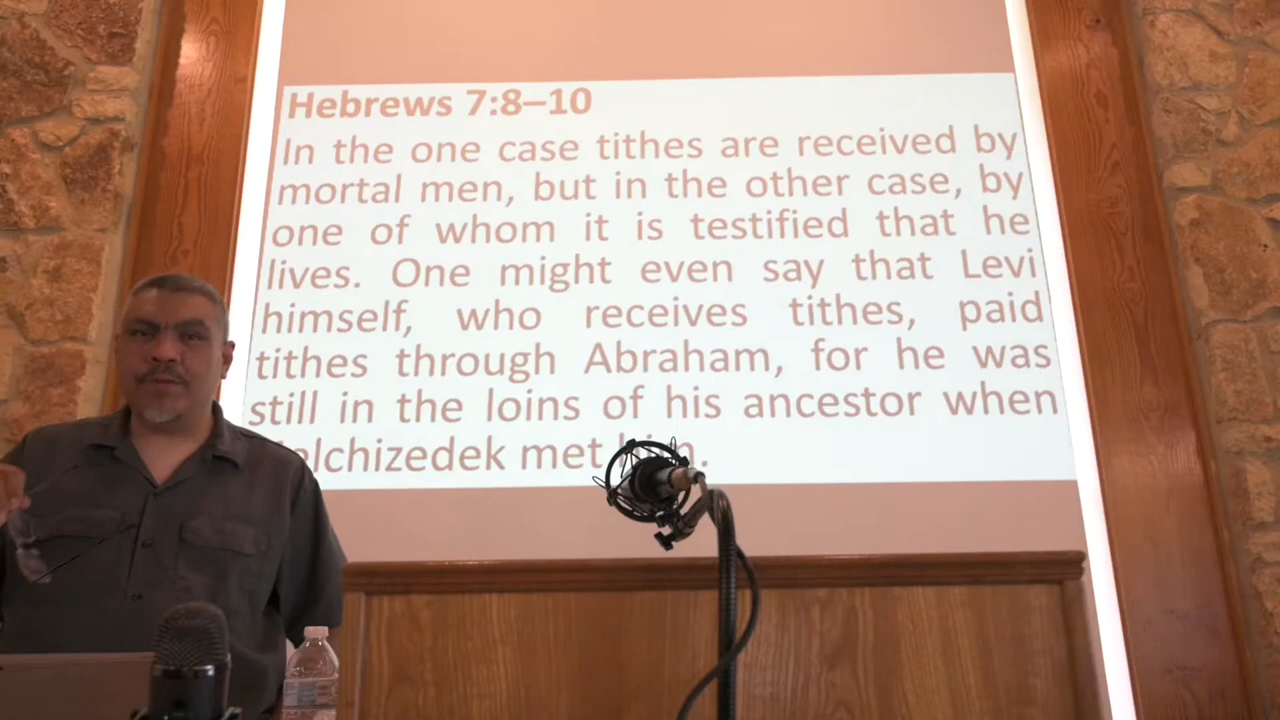 Hebrews 7:8–10
In the one case tithes are received by
mortal men, but in the other case, by
one of whom it is testified that he
lives. One might even say that Levi
himself, who receives tithes, paid
tithes through Abraham, for he was
still in the loins of his ancestor when
elchizedek met him.